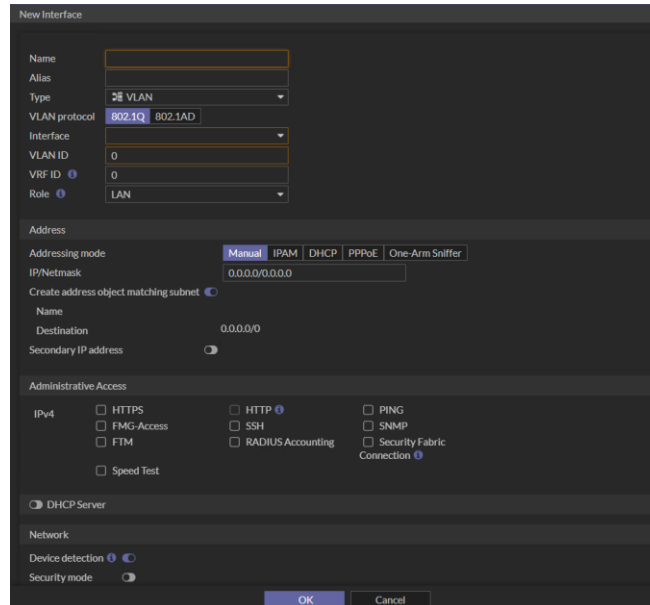 New Interface
Name
Alias
Type VLAN
VLAN protocol 802.1Q 802.1AD
Interface
VLAN ID 0
VRF ID 0
Role LAN
Address
Addressing mode Manual IPAM DHCP PPPoE One-Arm Sniffer
IP/Netmask 0.0.0.0/0.0.0.0
Create address object matching subnet
Name
Destination 0.0.0.0/0
Secondary IP address
Administrative Access
IPv4 HTTPS HTTP PING
FMG-Access SSH SNMP
FTM RADIUS Accounting Security Fabric
Connection
Speed Test
DHCP Server
Network
Device detection
Security mode
OK Cancel